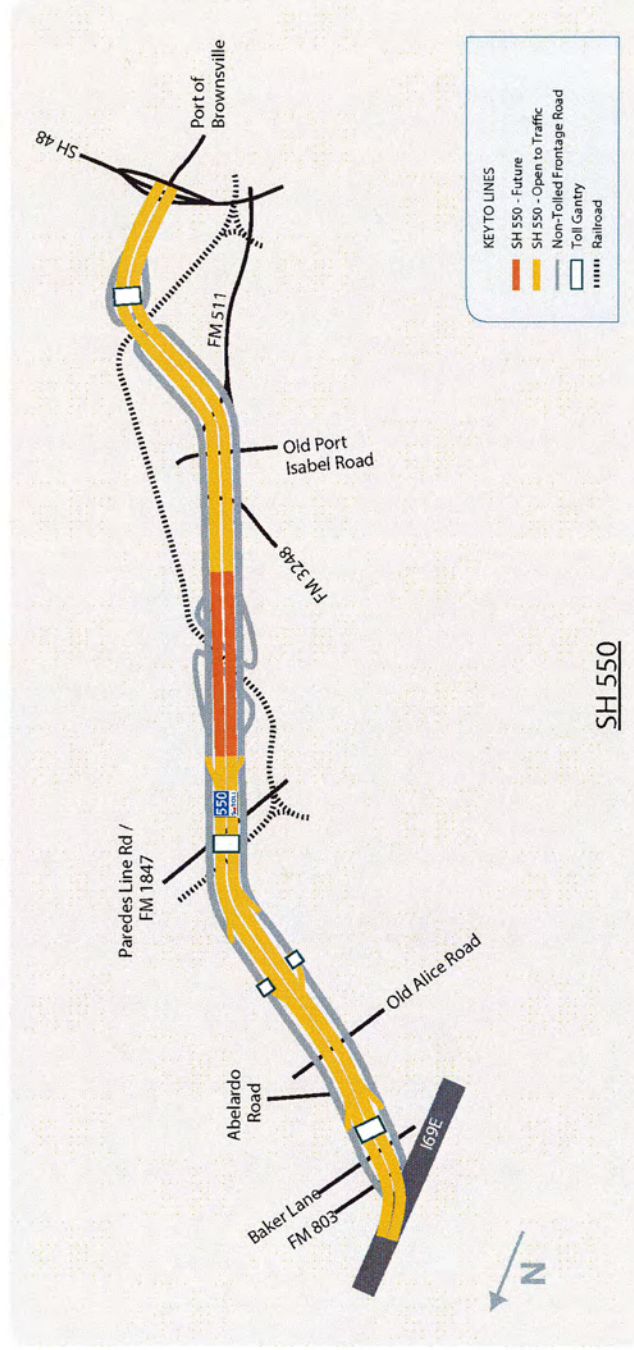 SH 48
Port of
Brownsville
FM 511
Old Port
Isabel Road
FM 3248
550
Paredes Line Rd /
FM 1847
Old Alice Road
Abelardo
Road
Baker Lane
FM 803
I69E
N
SH 550
KEY TO LINES
SH 550 - Future
SH 550 - Open to Traffic
Non-Tolled Frontage Road
Toll Gantry
Railroad